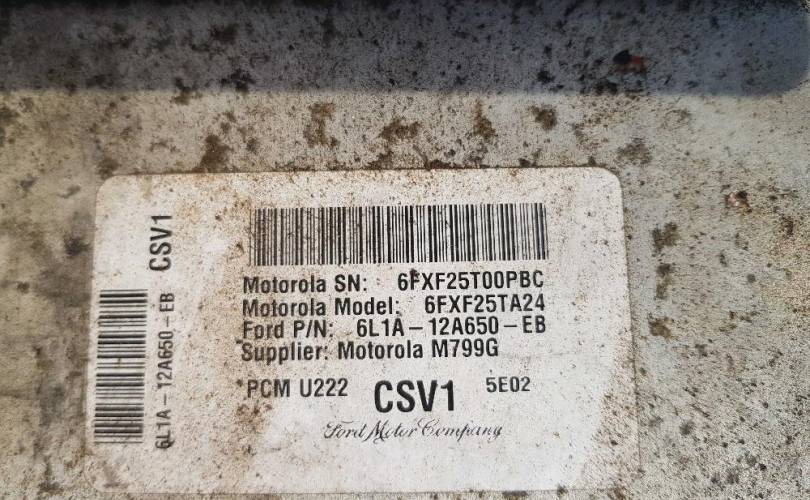 CSV1
6L1A-12A650-EB
Motorola SN: 6FXF25T00PBC
Motorola Model: 6FXF25TA24
Ford P/N: 6L1A-12A650-EB
Supplier: Motorola M799G
PCM U222 CSV1 5E02
Ford Motor Company